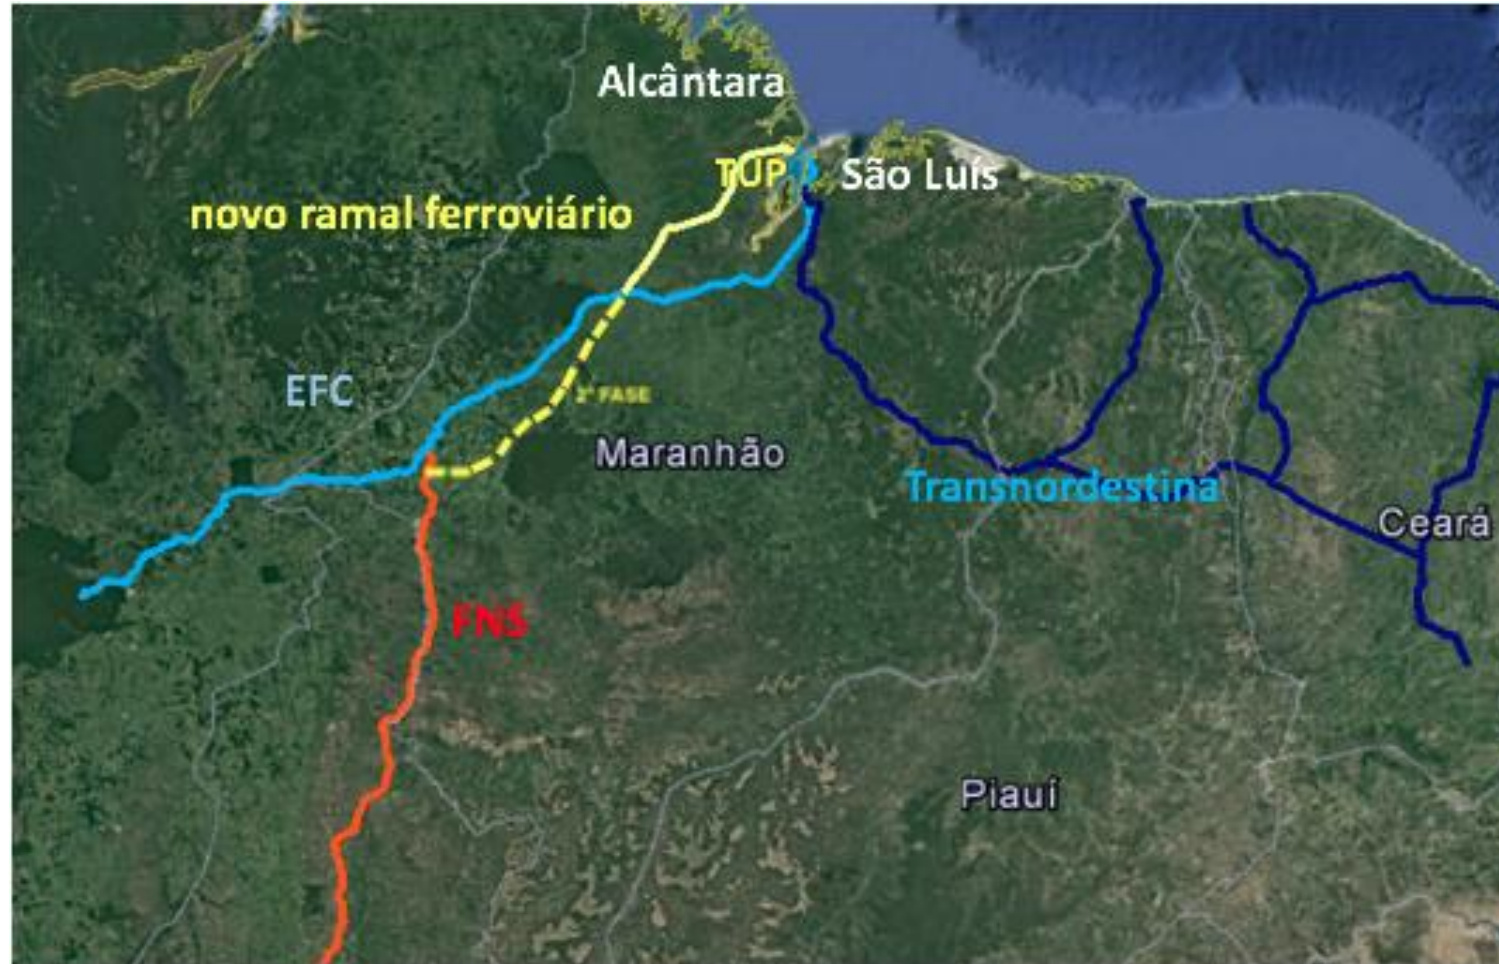 Alcântara
TUP
São Luís
novo ramal ferroviário
EFC
2ª FASE
Maranhão
Transnordestina
Ceará
FNS
Piauí